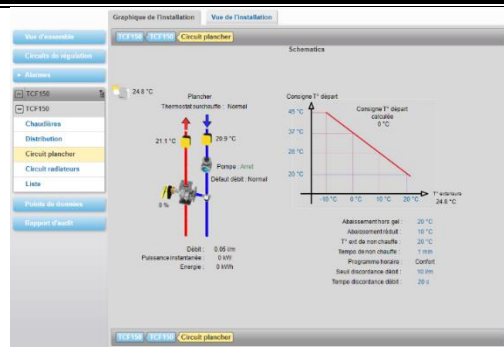 Graphique de l'installation
Vue de l'installation
Vue d'ensemble
Circuits de régulation
Alarmes
TCF150
TCF150
Chaudières
Distribution
Circuit plancher
Circuit radiateurs
Liste
Points de données
Rapport d'audit
TCF150 TCF150 Circuit plancher
Schematics
24.8 °C
Plancher
Thermostat surchauffe : Normal
21.1 °C
20.9 °C
Pompe : Arret
Défaut débit : Normal
0 %
Débit : 0.05 l/m
Puissance instantanée : 0 kW
Energie : 0 kWh
Consigne T° départ
Consigne T° départ
calculée
0 °C
45 °C
37 °C
28 °C
20 °C
-10 °C 0 °C 10 °C 20 °C
T° exterieure
24.8 °C
Abaissement hors gel : 20 °C
Abaissement réduit : 10 °C
T° ext de non chauffe : 20 °C
Tempo de non chauffe : 1 min
Programme horaire : Confort
Seuil discordance débit : 10 l/m
Tempo discordance débit : 20 s
TCF150 TCF150 Circuit plancher